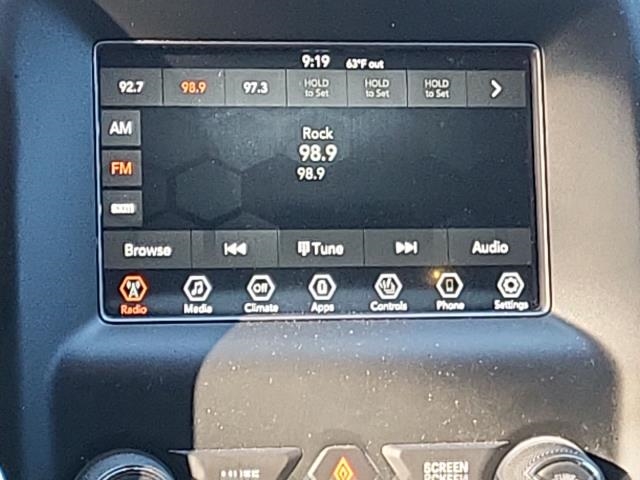 9:19 63°F out
92.7 98.9 97.3 HOLD to Set HOLD to Set HOLD to Set
AM
Rock
98.9
FM
98.9
Browse Tune Audio
Off
Radio Media Climate Apps Controls Phone Settings
SCREEN